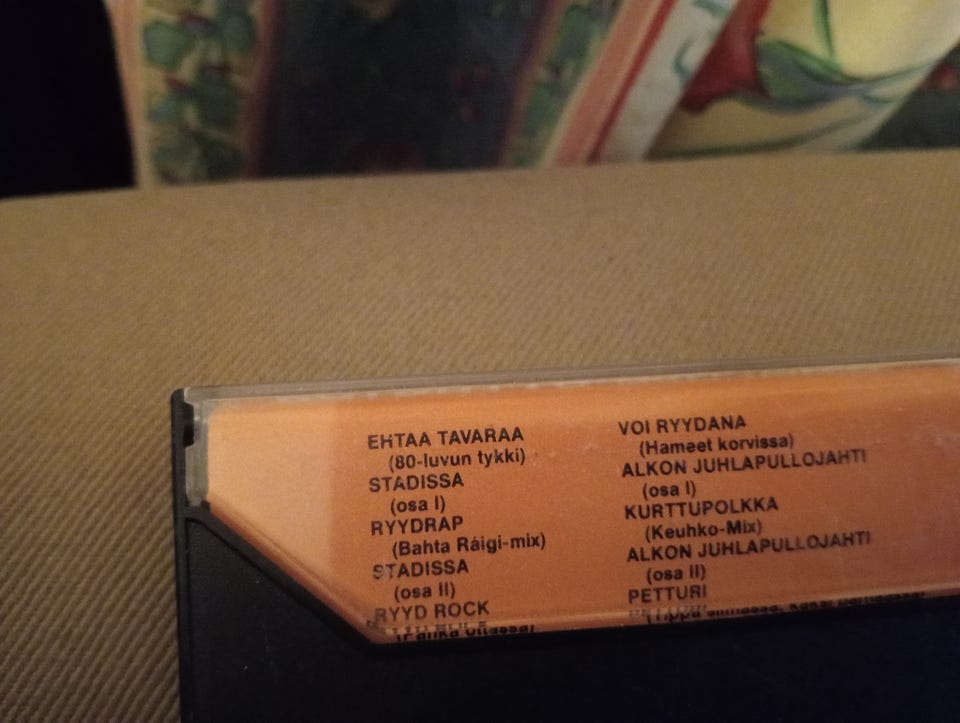 EHTAA TAVARAA
(80-luvun tykki)
STADISSA
(osa I)
RYYDRAP
(Bahta Ráigi-mix)
STADISSA
(osa II)
RYYD ROCK
VOI RYYDANA
(Hameet korvissa)
ALKON JUHLAPULLOJAHTI
(osa I)
KURTTUPOLKKA
(Keuhko-Mix)
ALKON JUHLAPULLOJAHTI
(osa II)
PETTURI